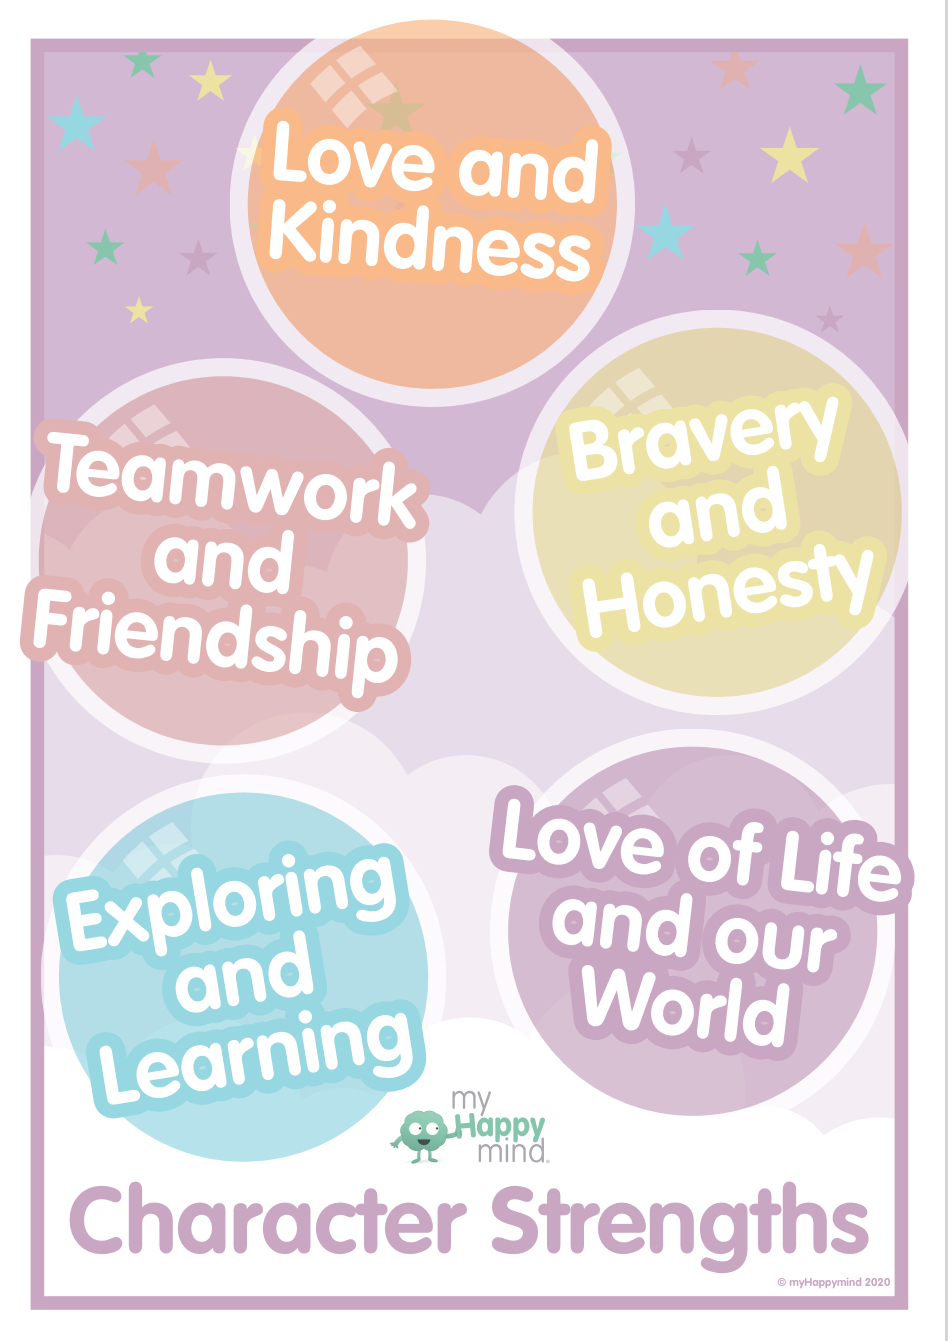 Love and
Kindness
Teamwork
and
Friendship
Bravery
and
Honesty
Exploring
and
Learning
Love of Life
and our
World
my
Happy
mind.
Character Strengths
© myHappymind 2020